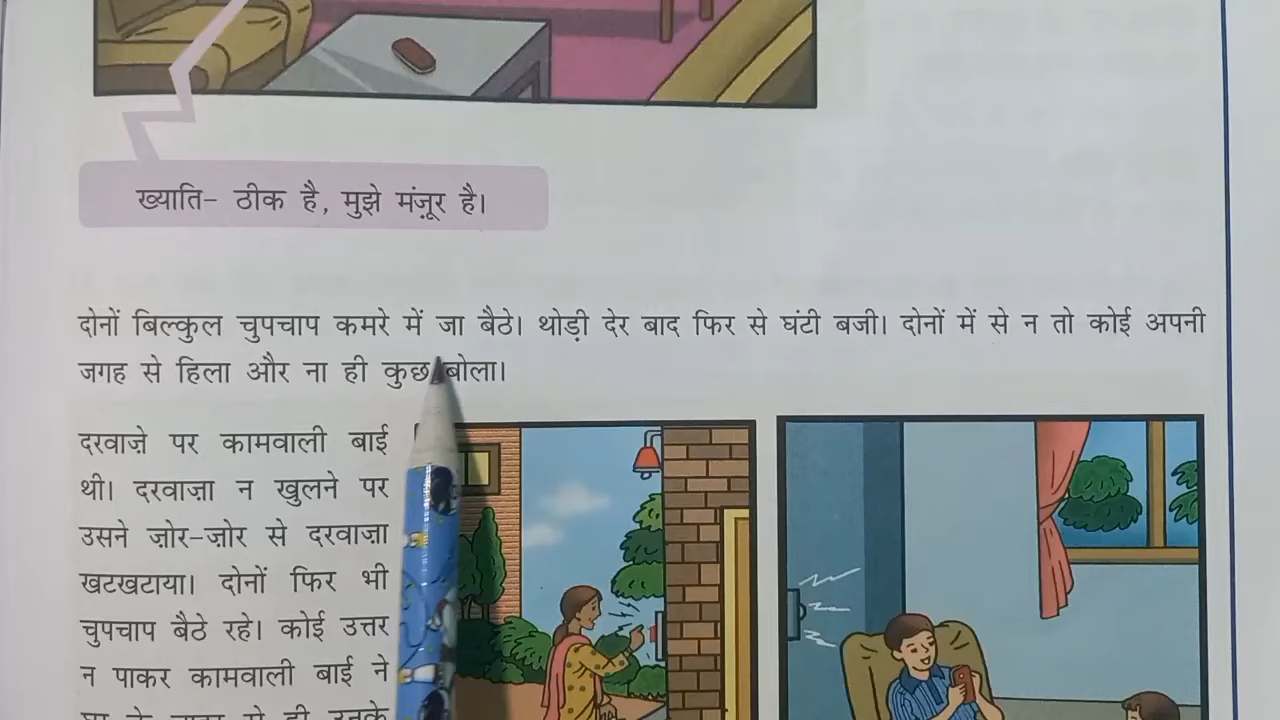 ख्याति- ठीक है, मुझे मंज़ूर है।
दोनों बिल्कुल चुपचाप कमरे में जा बैठे। थोड़ी देर बाद फिर से घंटी बजी। दोनों में से न तो कोई अपनी
जगह से हिला और ना ही कुछ बोला।
दरवाज़े पर कामवाली बाई
थी। दरवाज़ा न खुलने पर
उसने ज़ोर-ज़ोर से दरवाज़ा
खटखटाया। दोनों फिर भी
चुपचाप बैठे रहे। कोई उत्तर
न पाकर कामवाली बाई ने